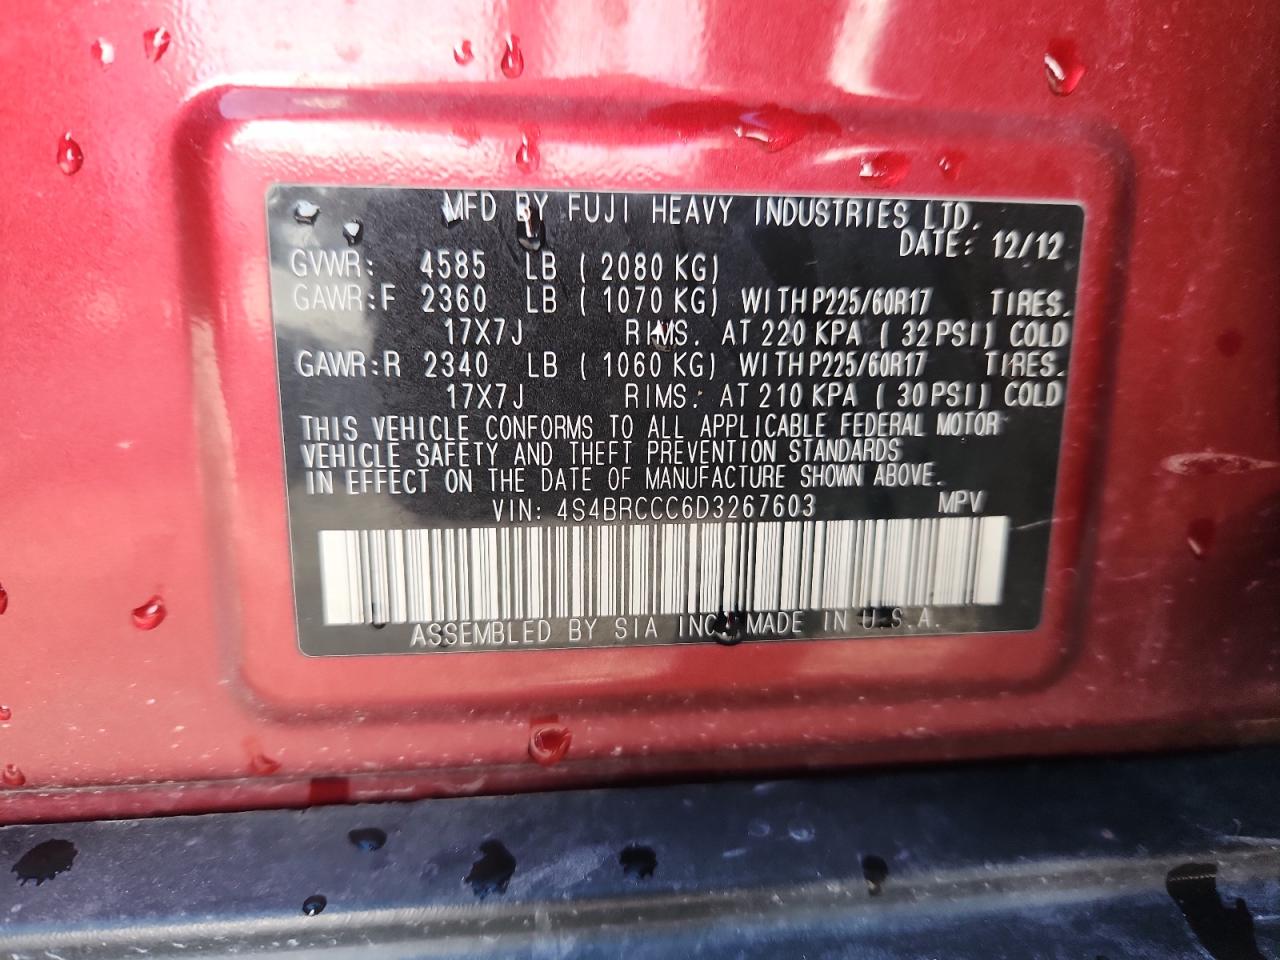 MFD BY FUJI HEAVY INDUSTRIES LTD.
DATE: 12/12
GVWR: 4585 LB ( 2080 KG)
GAWR:F 2360 LB ( 1070 KG) WITH P225/60R17 TIRES.
17X7J RIMS. AT 220 KPA ( 32 PSI) COLD
GAWR:R 2340 LB ( 1060 KG) WITH P225/60R17 TIRES.
17X7J RIMS: AT 210 KPA ( 30 PSI) COLD
THIS VEHICLE CONFORMS TO ALL APPLICABLE FEDERAL MOTOR
VEHICLE SAFETY AND THEFT PREVENTION STANDARDS
IN EFFECT ON THE DATE OF MANUFACTURE SHOWN ABOVE.
VIN: 4S4BRCCC6D3267603 MPV
ASSEMBLED BY SIA INC. MADE IN U.S.A.